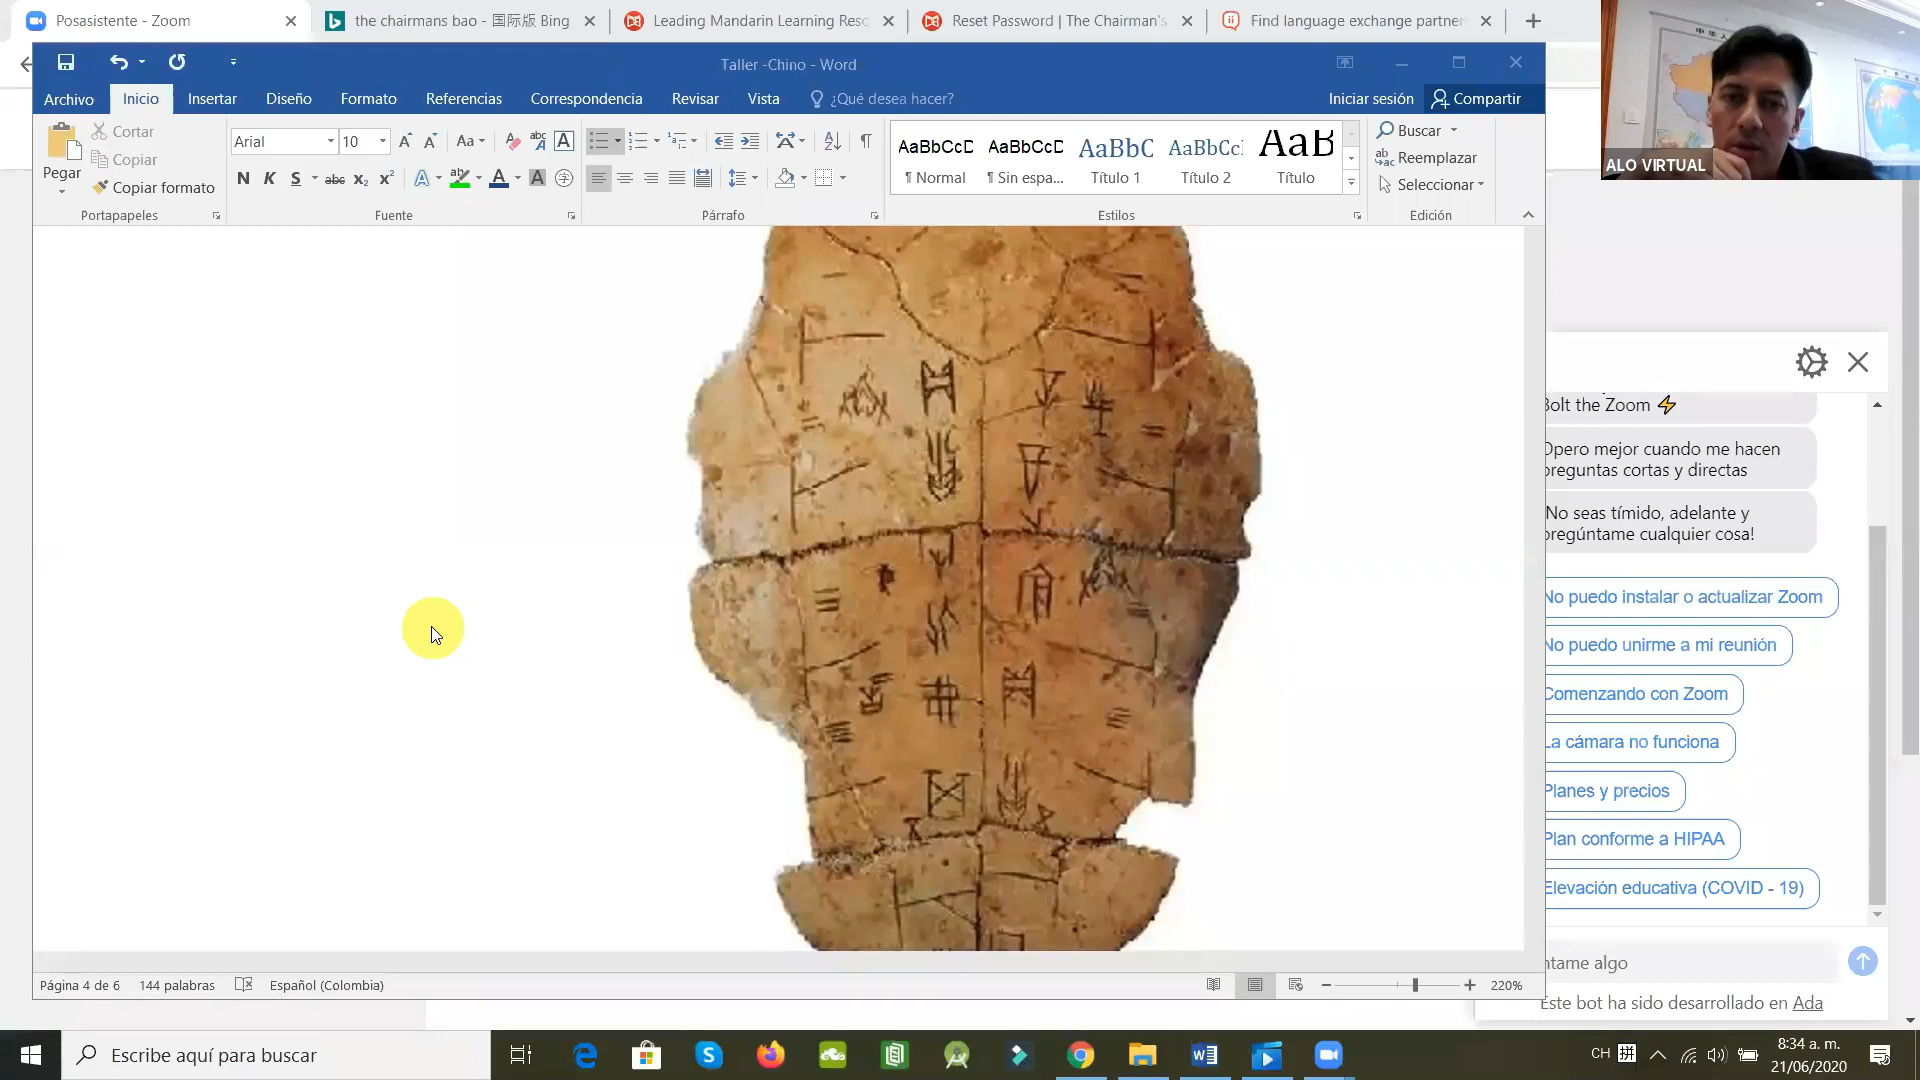 Posasistente - Zoom
the chairmans bao - 国际版 Bing
Leading Mandarin Learning Reso
Reset Password | The Chairman's
Find language exchange partner
Taller -Chino - Word
Archivo Inicio Insertar Diseño Formato Referencias Correspondencia Revisar Vista ¿Qué desea hacer? Iniciar sesión Compartir
Pegar
Cortar
Copiar
Copiar formato
Portapapeles
Arial 10
N K S abc x₂ x²
Fuente
Párrafo
AaBbCcD AaBbCcD AaBbC AaBbCc AaB
¶ Normal ¶ Sin espa... Título 1 Título 2 Título
Estilos
Buscar
Reemplazar
Seleccionar
Edición
ALO VIRTUAL
Bolt the Zoom ⚡
Opero mejor cuando me hacen
preguntas cortas y directas
No seas tímido, adelante y
pregúntame cualquier cosa!
No puedo instalar o actualizar Zoom
No puedo unirme a mi reunión
Comenzando con Zoom
La cámara no funciona
Planes y precios
Plan conforme a HIPAA
Elevación educativa (COVID - 19)
ntame algo
Este bot ha sido desarrollado en Ada
Página 4 de 6 144 palabras Español (Colombia) 220%
Escribe aquí para buscar
CH 拼
8:34 a. m.
21/06/2020